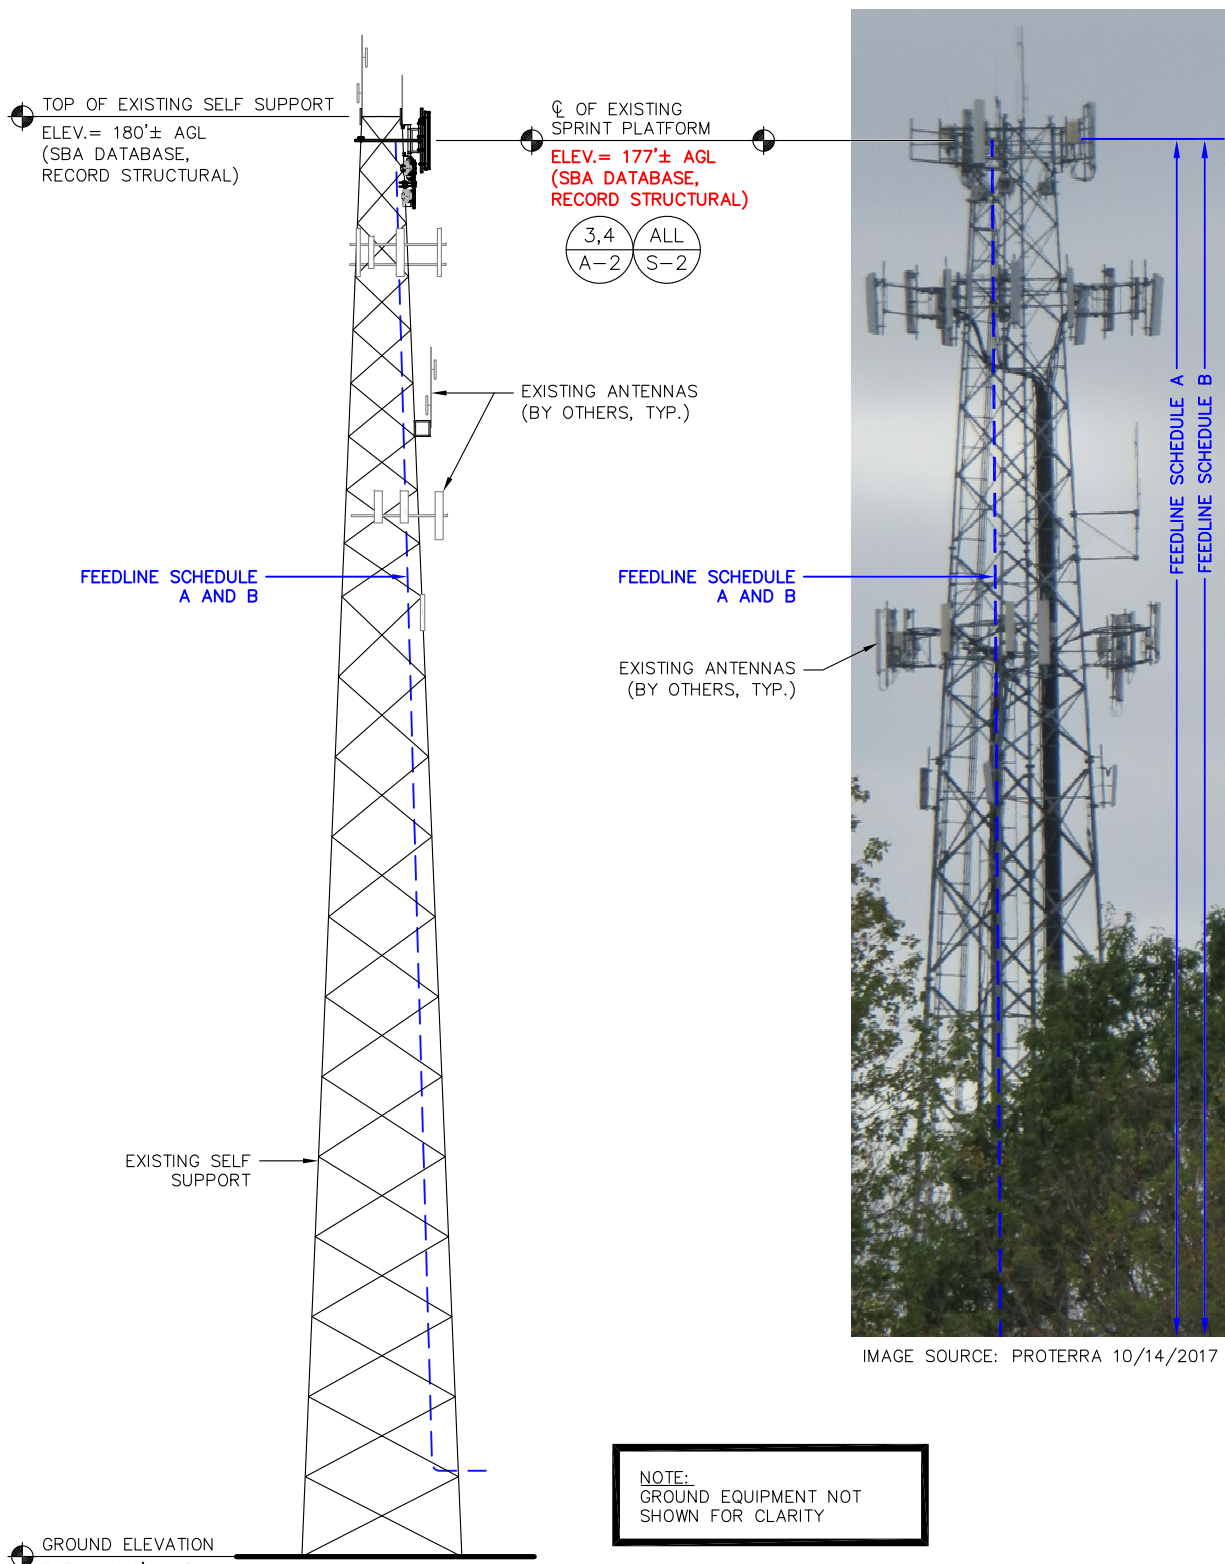 TOP OF EXISTING SELF SUPPORT
ELEV.= 180'± AGL
(SBA DATABASE,
RECORD STRUCTURAL)
℄ OF EXISTING
SPRINT PLATFORM
ELEV.= 177'± AGL
(SBA DATABASE,
RECORD STRUCTURAL)
3,4
A-2
ALL
S-2
EXISTING ANTENNAS
(BY OTHERS, TYP.)
FEEDLINE SCHEDULE
A AND B
FEEDLINE SCHEDULE
A AND B
EXISTING ANTENNAS
(BY OTHERS, TYP.)
FEEDLINE SCHEDULE A
FEEDLINE SCHEDULE B
EXISTING SELF
SUPPORT
IMAGE SOURCE: PROTERRA 10/14/2017
NOTE:
GROUND EQUIPMENT NOT
SHOWN FOR CLARITY
GROUND ELEVATION